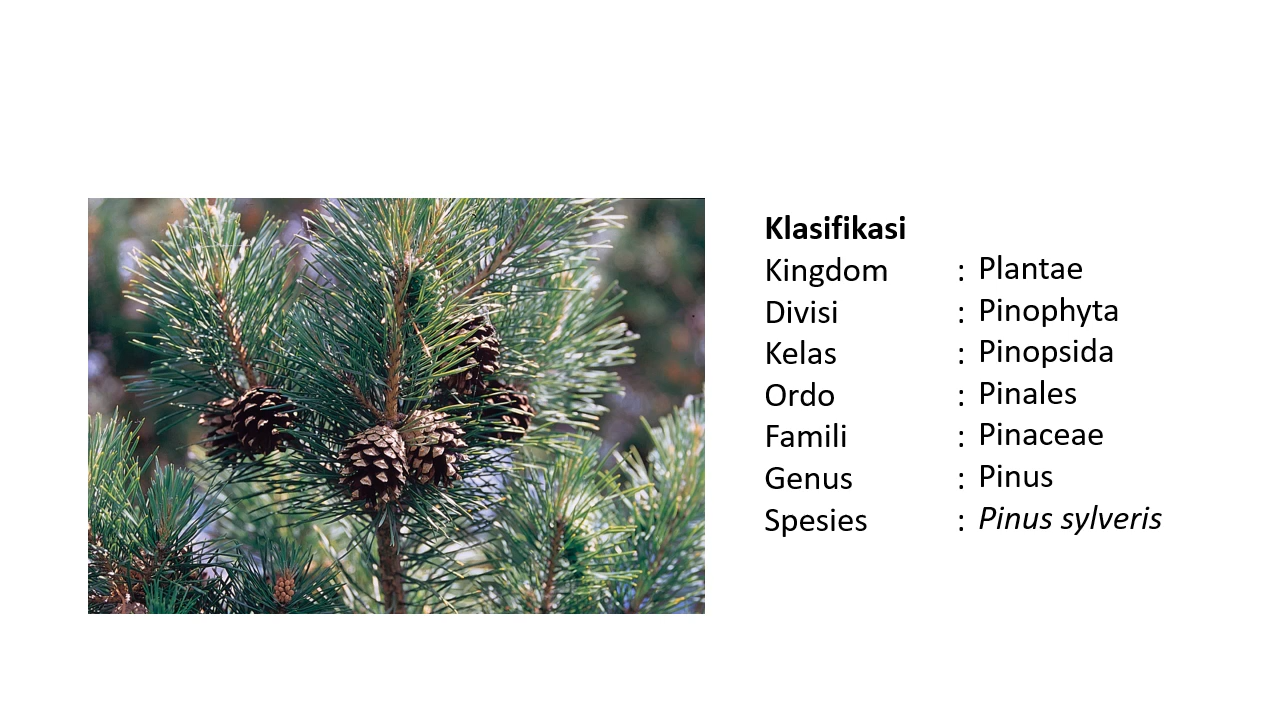 Klasifikasi
Kingdom : Plantae
Divisi : Pinophyta
Kelas : Pinopsida
Ordo : Pinales
Famili : Pinaceae
Genus : Pinus
Spesies : Pinus sylveris